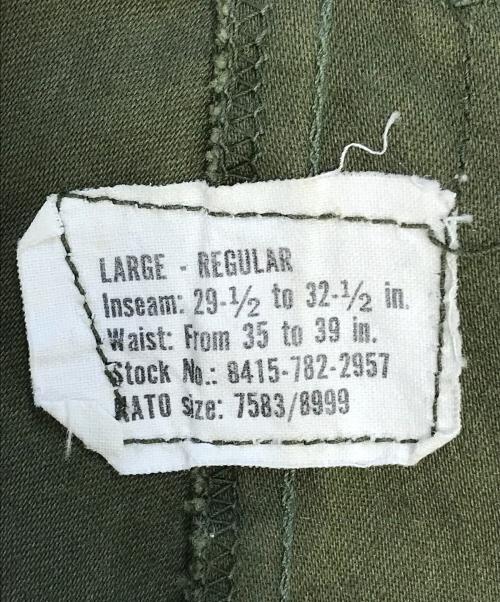 LARGE - REGULAR
Inseam: 29-1/2 to 32-1/2 in.
Waist: From 35 to 39 in.
Stock No.: 8415-782-2957
NATO size: 7583/8999